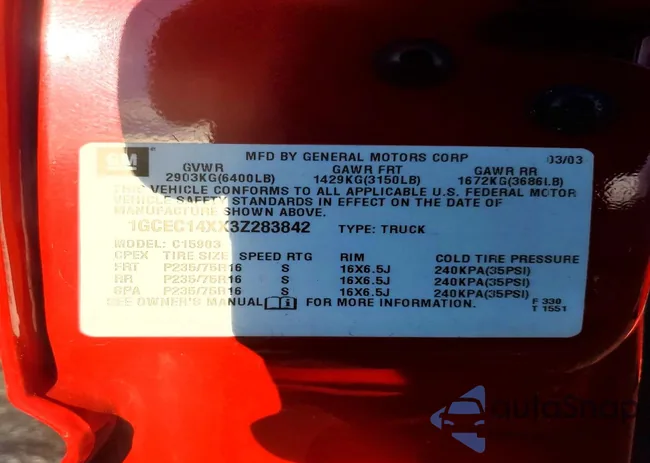 GM
MFD BY GENERAL MOTORS CORP 03/03
GVWR GAWR FRT GAWR RR
2903KG(6400LB) 1429KG(3150LB) 1672KG(3686LB)
THIS VEHICLE CONFORMS TO ALL APPLICABLE U.S. FEDERAL MOTOR
VEHICLE SAFETY STANDARDS IN EFFECT ON THE DATE OF
MANUFACTURE SHOWN ABOVE.
1GCEC14XX3Z283842 TYPE: TRUCK
MODEL: C15903
TIRE SIZE SPEED RTG RIM COLD TIRE PRESSURE
FRT P235/75R16 S 16X6.5J 240KPA(35PSI)
RR P235/75R16 S 16X6.5J 240KPA(35PSI)
SPA P235/75R16 S 16X6.5J 240KPA(35PSI)
SEE OWNER'S MANUAL FOR MORE INFORMATION.
F 330
T 1551
autoSnap